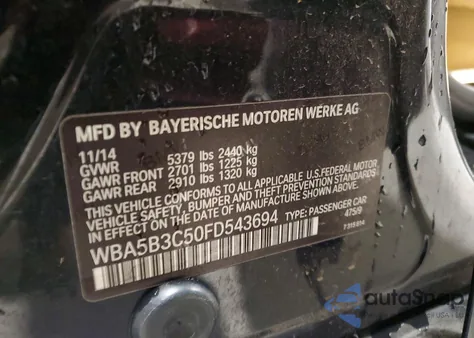 MFD BY BAYERISCHE MOTOREN WERKE AG
11/14
GVWR 5379 lbs 2440 kg
GAWR FRONT 2701 lbs 1225 kg
GAWR REAR 2910 lbs 1320 kg
THIS VEHICLE CONFORMS TO ALL APPLICABLE U.S.FEDERAL MOTOR
VEHICLE SAFETY, BUMPER AND THEFT PREVENTION STANDARDS
IN EFFECT ON THE DATE OF MANUFACTURE SHOWN ABOVE.
WBA5B3C50FD543694 TYPE: PASSENGER CAR
475/9
autoSnap